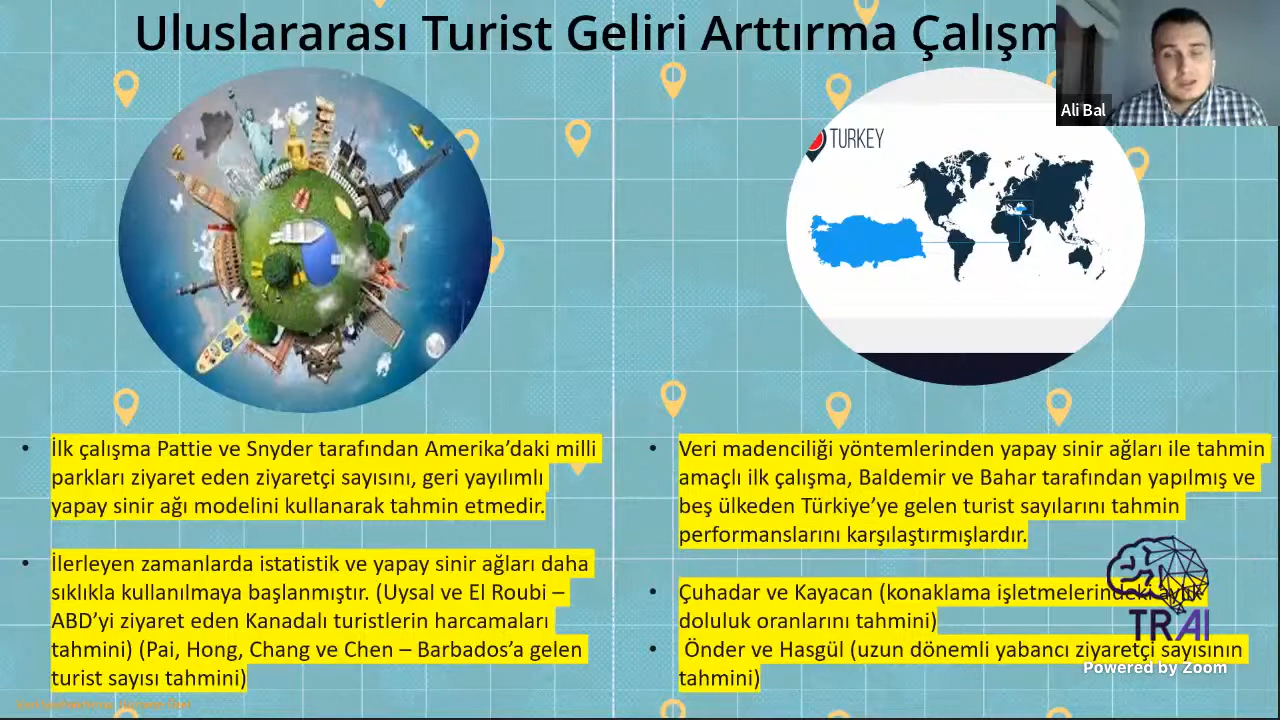 Uluslararası Turist Geliri Arttırma Çalışm
Ali Bal
TURKEY
• İlk çalışma Pattie ve Snyder tarafından Amerika’daki milli
parkları ziyaret eden ziyaretçi sayısını, geri yayılımlı
yapay sinir ağı modelini kullanarak tahmin etmedir.
• İlerleyen zamanlarda istatistik ve yapay sinir ağları daha
sıklıkla kullanılmaya başlanmıştır. (Uysal ve El Roubi –
ABD’yi ziyaret eden Kanadalı turistlerin harcamaları
tahmini) (Pai, Hong, Chang ve Chen – Barbados’a gelen
turist sayısı tahmini)
• Veri madenciliği yöntemlerinden yapay sinir ağları ile tahmin
amaçlı ilk çalışma, Baldemir ve Bahar tarafından yapılmış ve
beş ülkeden Türkiye’ye gelen turist sayılarını tahmin
performanslarını karşılaştırmışlardır.
• Çuhadar ve Kayacan (konaklama işletmelerindeki aylık
doluluk oranlarını tahmini)
• Önder ve Hasgül (uzun dönemli yabancı ziyaretçi sayısının
tahmini)
TRAI
Powered by Zoom